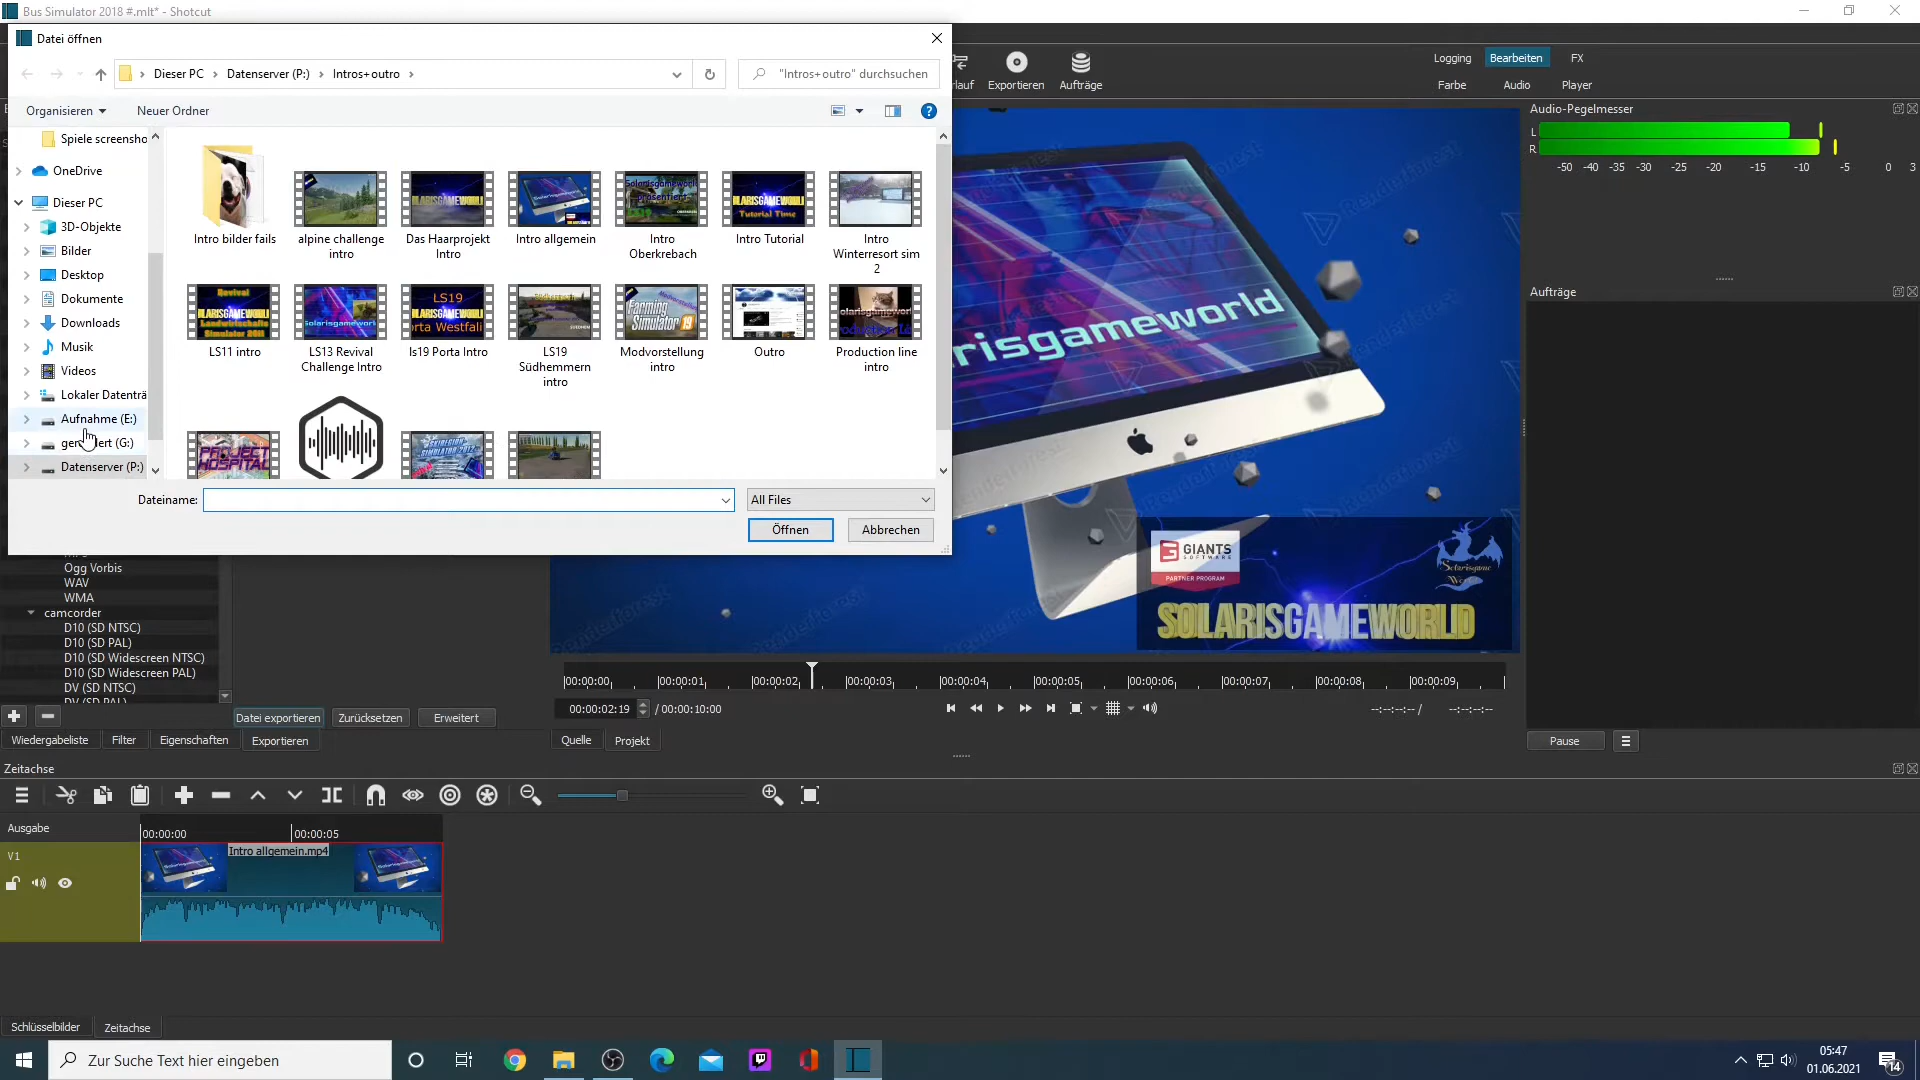 Bus Simulator 2018 #.mlt* - Shotcut
Datei öffnen
Dieser PC
Datenserver (P:)
Intros+outro
"Intros+outro" durchsuchen
Organisieren
Neuer Ordner
Spiele screensho
OneDrive
Dieser PC
3D-Objekte
Bilder
Desktop
Dokumente
Downloads
Musik
Videos
Lokaler Datenträ
Aufnahme (E:)
Datenserver (P:)
Intro bilder fails
alpine challenge
intro
Das Haarprojekt
Intro
Intro allgemein
Intro
Oberkrebach
Intro Tutorial
Intro
Winterresort sim
2
LS11 intro
LS13 Revival
Challenge Intro
ls19 Porta Intro
LS19
Südhemmern
intro
Modvorstellung
intro
Outro
Production line
intro
Dateiname:
All Files
Öffnen
Abbrechen
lauf
Exportieren
Aufträge
Logging
Bearbeiten
FX
Farbe
Audio
Player
Audio-Pegelmesser
L
R
-50 -40 -35 -30 -25 -20 -15 -10 -5 0 3
Aufträge
Pause
risgameworld
GIANTS
SOFTWARE
PARTNER PROGRAM
Solarisgame
SOLARISGAMEWORLD
Ogg Vorbis
WAV
WMA
camcorder
D10 (SD NTSC)
D10 (SD PAL)
D10 (SD Widescreen NTSC)
D10 (SD Widescreen PAL)
DV (SD NTSC)
Datei exportieren
Zurücksetzen
Erweitert
Wiedergabeliste
Filter
Eigenschaften
Exportieren
00:00:00
00:00:01
00:00:02
00:00:03
00:00:04
00:00:05
00:00:06
00:00:07
00:00:08
00:00:09
00:00:02:19
/ 00:00:10:00
--:--:--:-- /
--:--:--:--
Quelle
Projekt
Zeitachse
Ausgabe
00:00:00
00:00:05
V1
Intro allgemein.mp4
Schlüsselbilder
Zeitachse
Zur Suche Text hier eingeben
05:47
01.06.2021
14